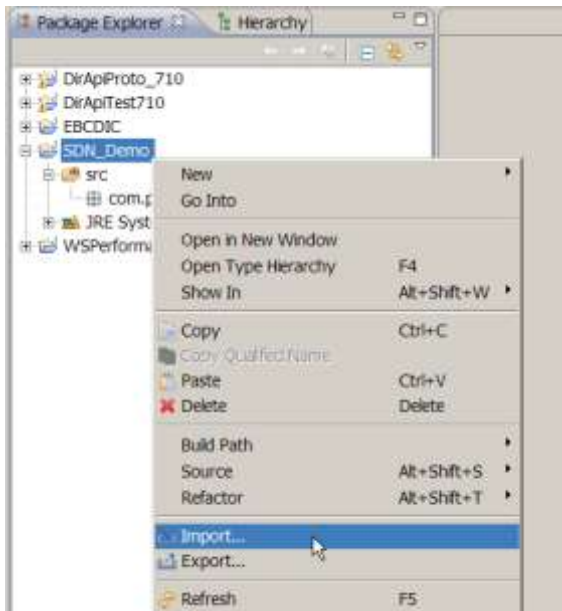 Package Explorer
Hierarchy
DirApiProto_710
DirApiTest710
EBCDIC
SDN_Demo
src
com.p
JRE Syst
WSPerforma
New
Go Into
Open in New Window
Open Type Hierarchy F4
Show In Alt+Shift+W
Copy Ctrl+C
Copy Qualified Name
Paste Ctrl+V
Delete Delete
Build Path
Source Alt+Shift+S
Refactor Alt+Shift+T
Import...
Export...
Refresh F5